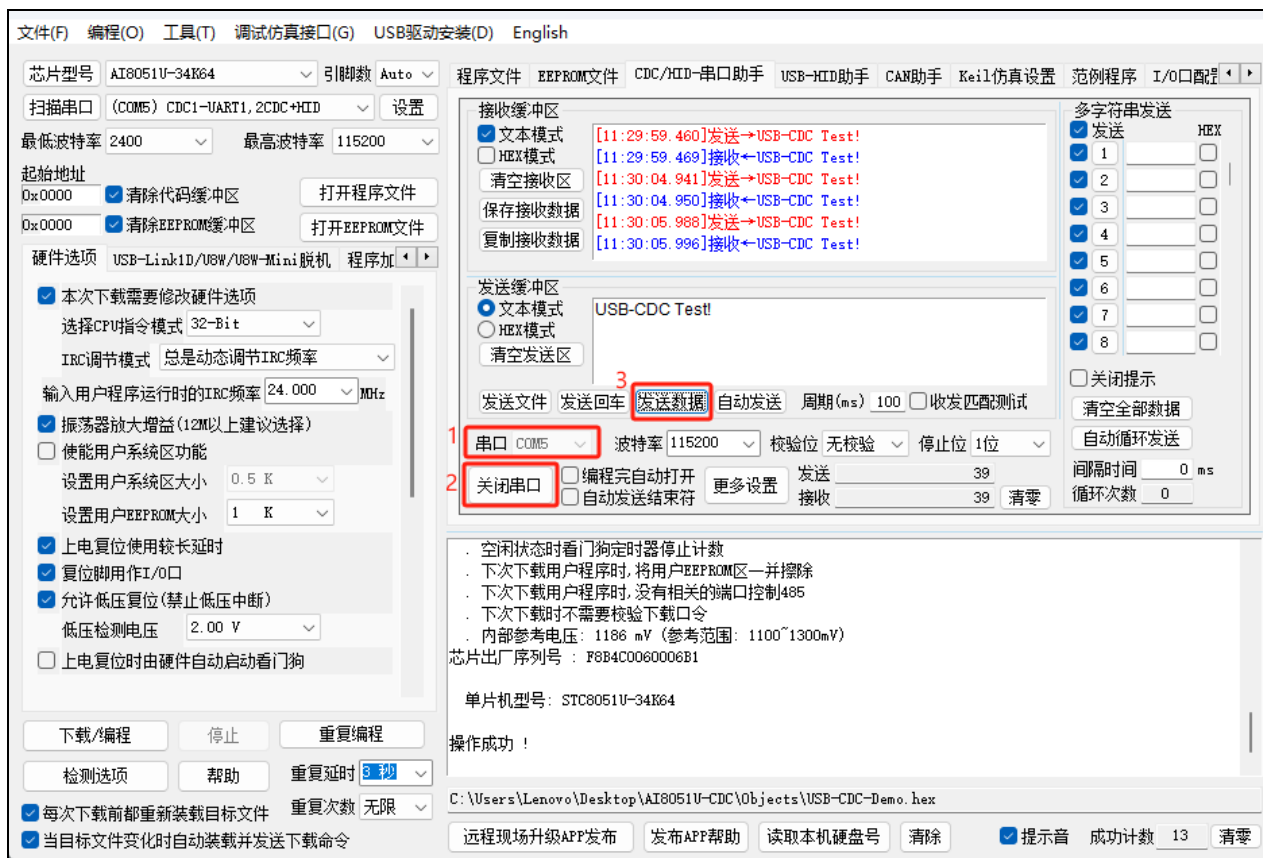 文件(F) 编程(O) 工具(T) 调试仿真接口(G) USB驱动安装(D) English
芯片型号 AI8051U-34K64 引脚数 Auto
扫描串口 (COM5) CDC1-UART1,2CDC+HID 设置
最低波特率 2400 最高波特率 115200
起始地址
0x0000 清除代码缓冲区 打开程序文件
0x0000 清除EEPROM缓冲区 打开EEPROM文件
硬件选项 USB-Link1D/U8W/U8W-Mini脱机 程序加
本次下载需要修改硬件选项
选择CPU指令模式 32-Bit
IRC调节模式 总是动态调节IRC频率
输入用户程序运行时的IRC频率 24.000 MHz
振荡器放大增益(12M以上建议选择)
使能用户系统区功能
设置用户系统区大小 0.5 K
设置用户EEPROM大小 1 K
上电复位使用较长延时
复位脚用作I/O口
允许低压复位(禁止低压中断)
低压检测电压 2.00 V
上电复位时由硬件自动启动看门狗
下载/编程 停止 重复编程
检测选项 帮助 重复延时 3 秒
每次下载前都重新装载目标文件 重复次数 无限
当目标文件变化时自动装载并发送下载命令
程序文件 EEPROM文件 CDC/HID-串口助手 USB-HID助手 CAN助手 Keil仿真设置 范例程序 I/O口配置
接收缓冲区
文本模式
HEX模式
清空接收区
保存接收数据
复制接收数据
[11:29:59.460]发送→USB-CDC Test!
[11:29:59.469]接收←USB-CDC Test!
[11:30:04.941]发送→USB-CDC Test!
[11:30:04.950]接收←USB-CDC Test!
[11:30:05.988]发送→USB-CDC Test!
[11:30:05.996]接收←USB-CDC Test!
发送缓冲区
文本模式
HEX模式
清空发送区
USB-CDC Test!
3
发送文件 发送回车 发送数据 自动发送 周期(ms) 100 收发匹配测试
1 串口 COM5 波特率 115200 校验位 无校验 停止位 1位
2 关闭串口 编程完自动打开 更多设置 发送 39
自动发送结束符 接收 39 清零
多字符串发送
发送 HEX
1
2
3
4
5
6
7
8
关闭提示
清空全部数据
自动循环发送
间隔时间 0 ms
循环次数 0
. 空闲状态时看门狗定时器停止计数
. 下次下载用户程序时,将用户EEPROM区一并擦除
. 下次下载用户程序时,没有相关的端口控制485
. 下次下载时不需要校验下载口令
. 内部参考电压: 1186 mV (参考范围: 1100~1300mV)
芯片出厂序列号 : F8B4C0060006B1
单片机型号: STC8051U-34K64
操作成功 !
C:\Users\Lenovo\Desktop\AI8051U-CDC\Objects\USB-CDC-Demo.hex
远程现场升级APP发布 发布APP帮助 读取本机硬盘号 清除 提示音 成功计数 13 清零